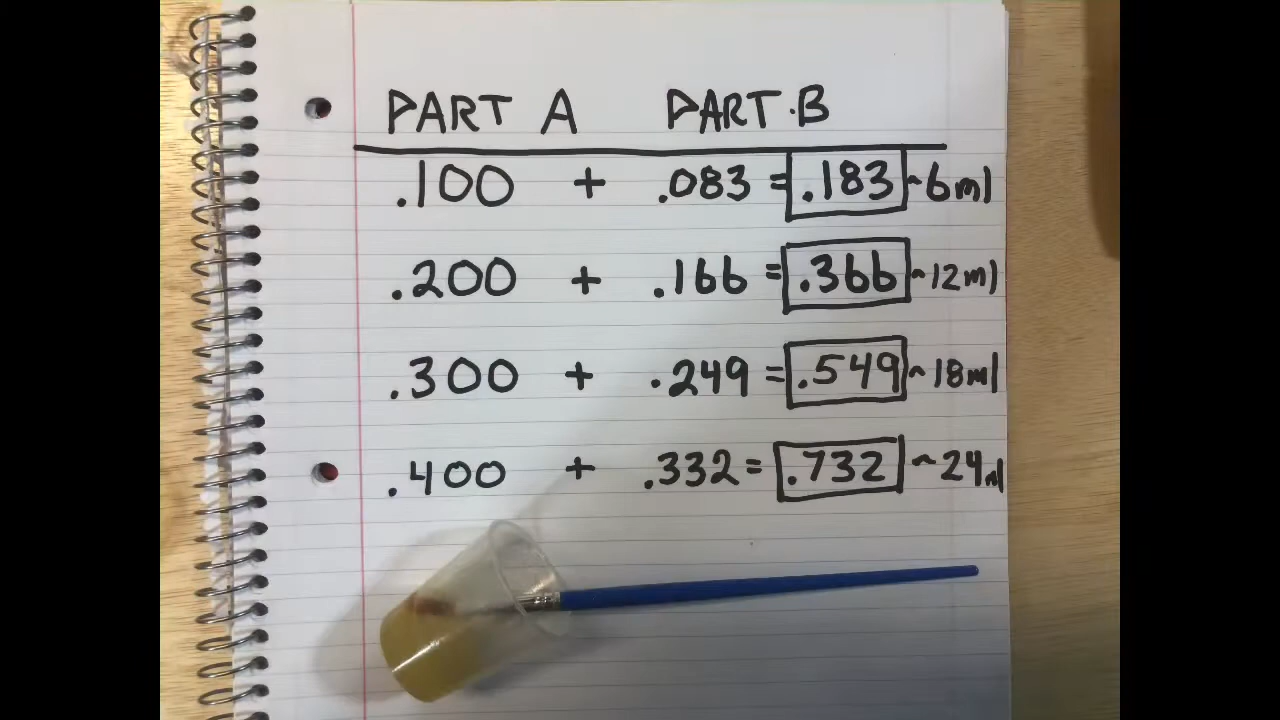 PART A PART B
.100 + .083 = .183 ~6ml
.200 + .166 = .366 ~12ml
.300 + .249 = .549 ~18ml
.400 + .332 = .732 ~24ml